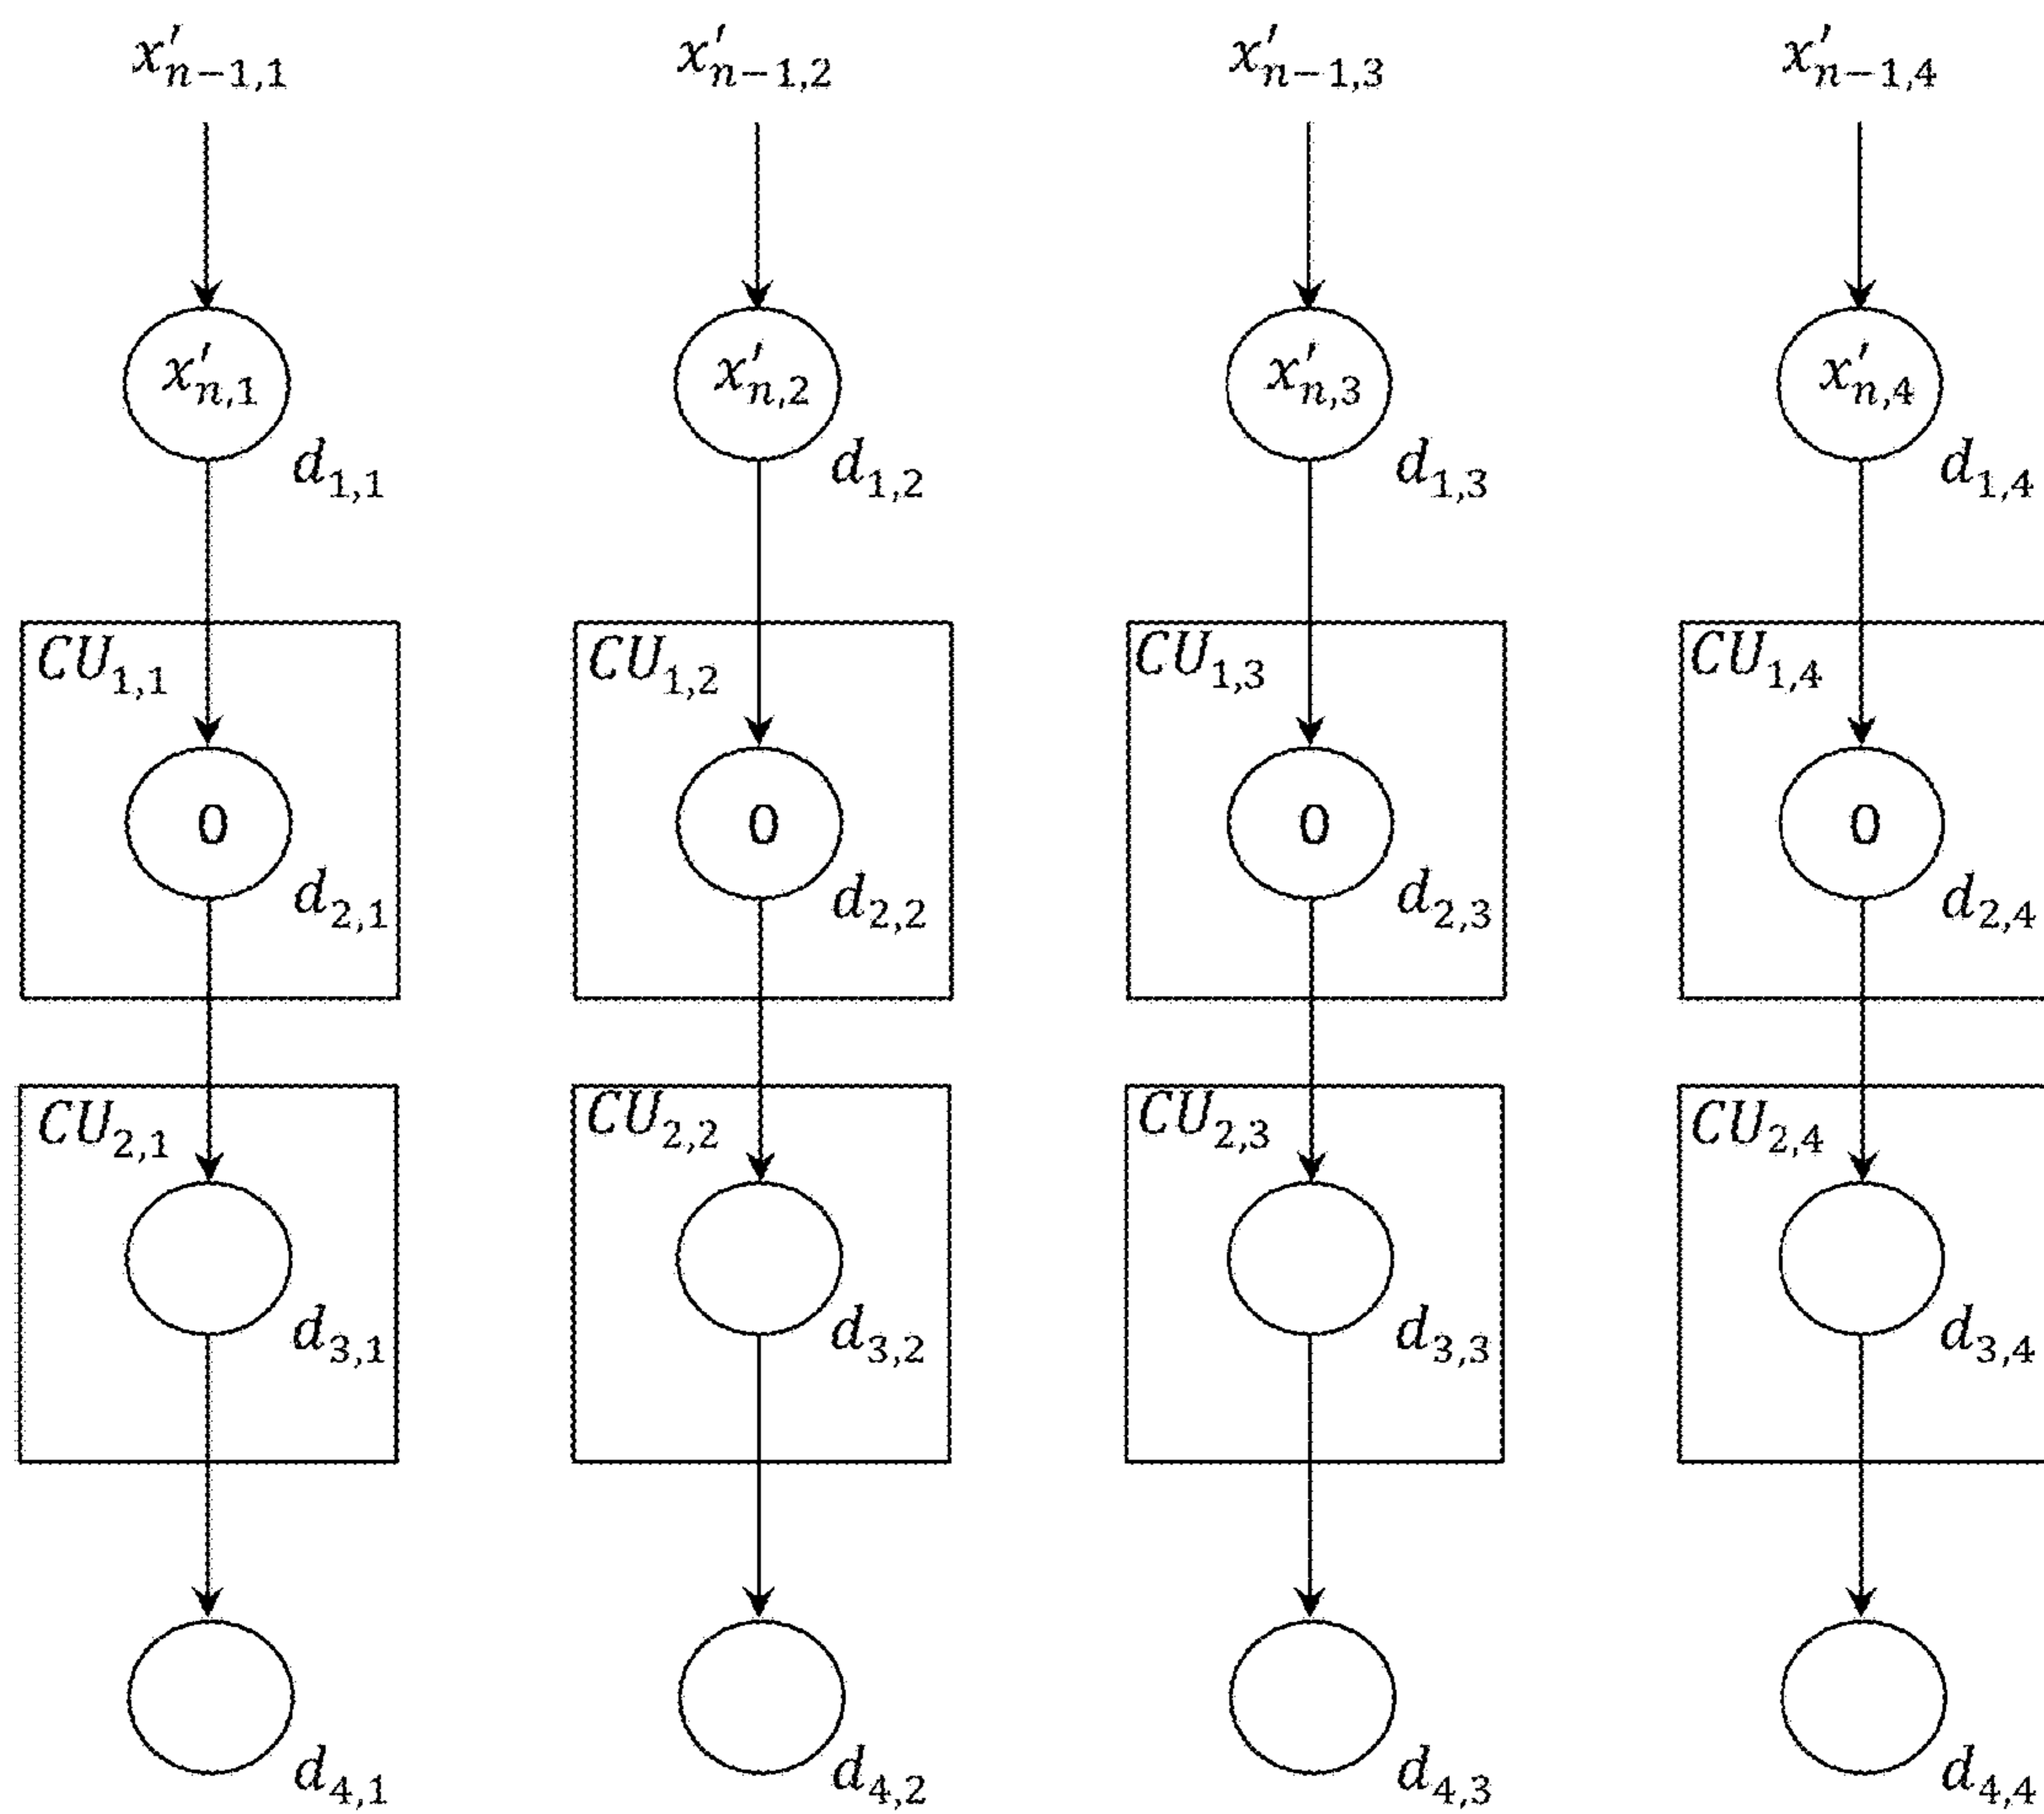 x′ₙ₋₁,₁ x′ₙ₋₁,₂ x′ₙ₋₁,₃ x′ₙ₋₁,₄
x′ₙ,₁ x′ₙ,₂ x′ₙ,₃ x′ₙ,₄
d₁,₁ d₁,₂ d₁,₃ d₁,₄
CU₁,₁ CU₁,₂ CU₁,₃ CU₁,₄
0 0 0 0
d₂,₁ d₂,₂ d₂,₃ d₂,₄
CU₂,₁ CU₂,₂ CU₂,₃ CU₂,₄
d₃,₁ d₃,₂ d₃,₃ d₃,₄
d₄,₁ d₄,₂ d₄,₃ d₄,₄